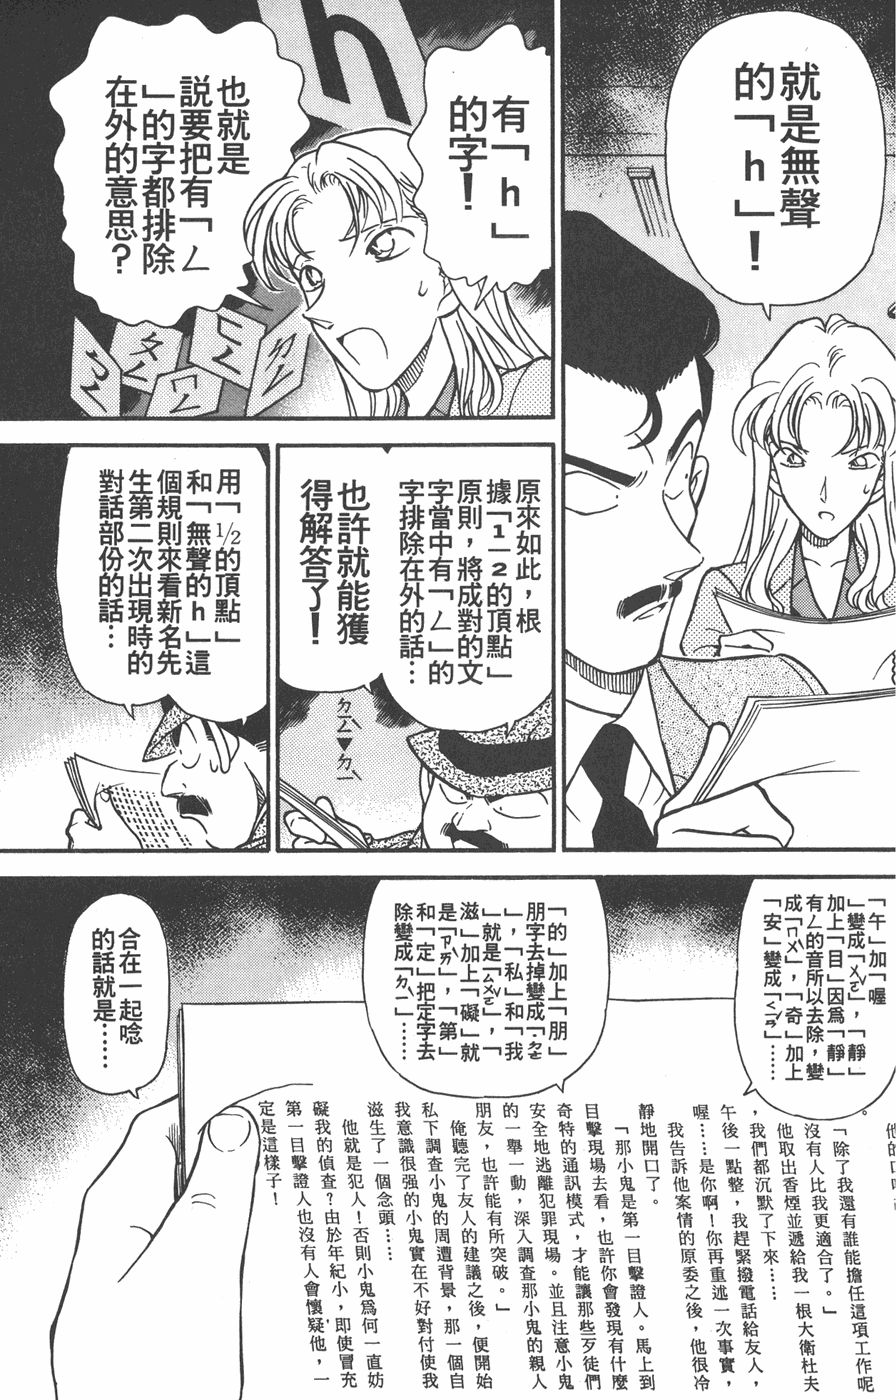 就是無聲
的「h」！
有「h」
的字！
也就是
說要把有「ㄥ
」的字都排除
在外的意思？
h
原來如此，根
據「1─2的頂點」
原則，將成對的文
字當中有「ㄥ」的
字排除在外的話…
也許就能獲
得解答了！
ㄉㄧㄥˋ▼ㄉㄧˋ
用「½的頂點」
和「無聲的h」這
個規則來看新名先
生第二次出現時的
對話部份的話…
「午」加「喔
」變成「ㄨㄛˇ」，「靜」
加上「目」因為「靜」
有ㄥ的音所以去除，變
成「ㄇㄨˋ」，「奇」加上
「安」變成「ㄑㄢˊ」……
「的」加上「朋」
朋字去掉變成「˙ㄉㄜ
」，「私」和「我
」就是「ㄙㄨㄛˇ」，「
滋」加上「礙」就
是「ㄗㄞˋ」，「第」
和「定」把定字去
除變成「ㄉㄧˋ」……
合在一起唸
的話就是……
「除了我還有誰能擔任這項工作呢
。
沒有人比我更適合了。」
他取出香煙並遞給我一根大衛杜夫
，我們都沉默了下來……
午後一點整，我趕緊撥電話給友人，
喔……是你啊！你再重述一次事實，
我告訴他案情的原委之後，他很冷
靜地開口了。
「那小鬼是第一目擊證人。馬上到
目擊現場去看，也許你會發現有什麼
奇特的通訊模式，才能讓那些歹徒們
安全地逃離犯罪現場。並且注意小鬼
的一舉一動，深入調查那小鬼的親人
朋友，也許能有所突破。」
俺聽完了友人的建議之後，便開始
私下調查小鬼的周遭背景，那一個自
我意識很强的小鬼實在不好對付使我
滋生了一個念頭……
他就是犯人！否則小鬼為何一直妨
礙我的偵查？由於年紀小，即使冒充
第一目擊證人也沒有人會懷疑他，一
定是這樣子！